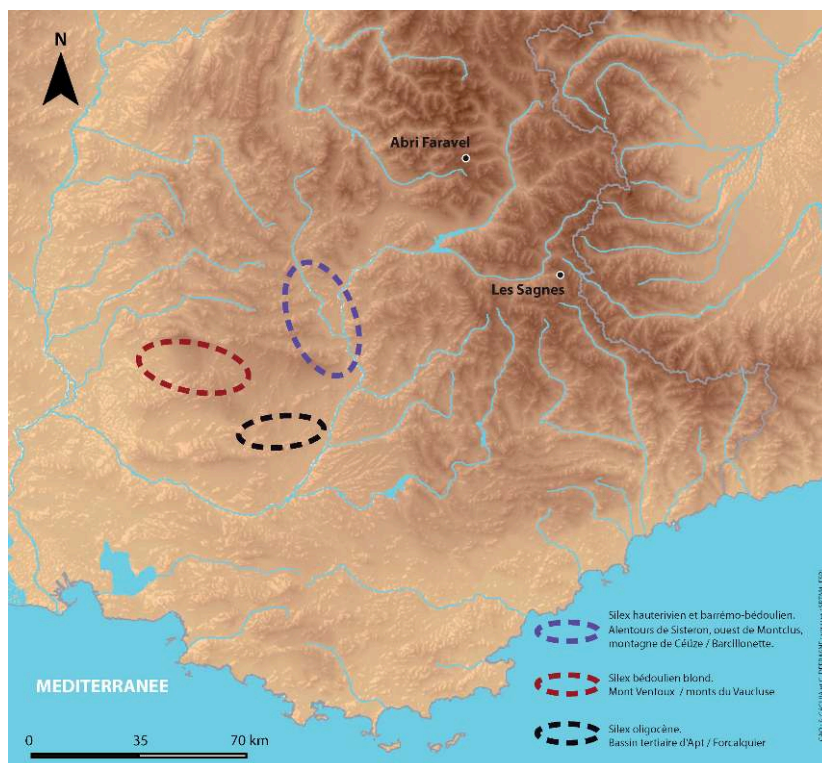 N
Abri Faravel
Les Sagnes
Silex hauterivien et barrémo-bédoulien.
Alentours de Sisteron, ouest de Montclus,
montagne de Céüze / Barcillonette.
Silex bédoulien blond.
Mont Ventoux / monts du Vaucluse
Silex oligocène.
Bassin tertiaire d'Apt / Forcalquier
MEDITERRANEE
0 35 70 km